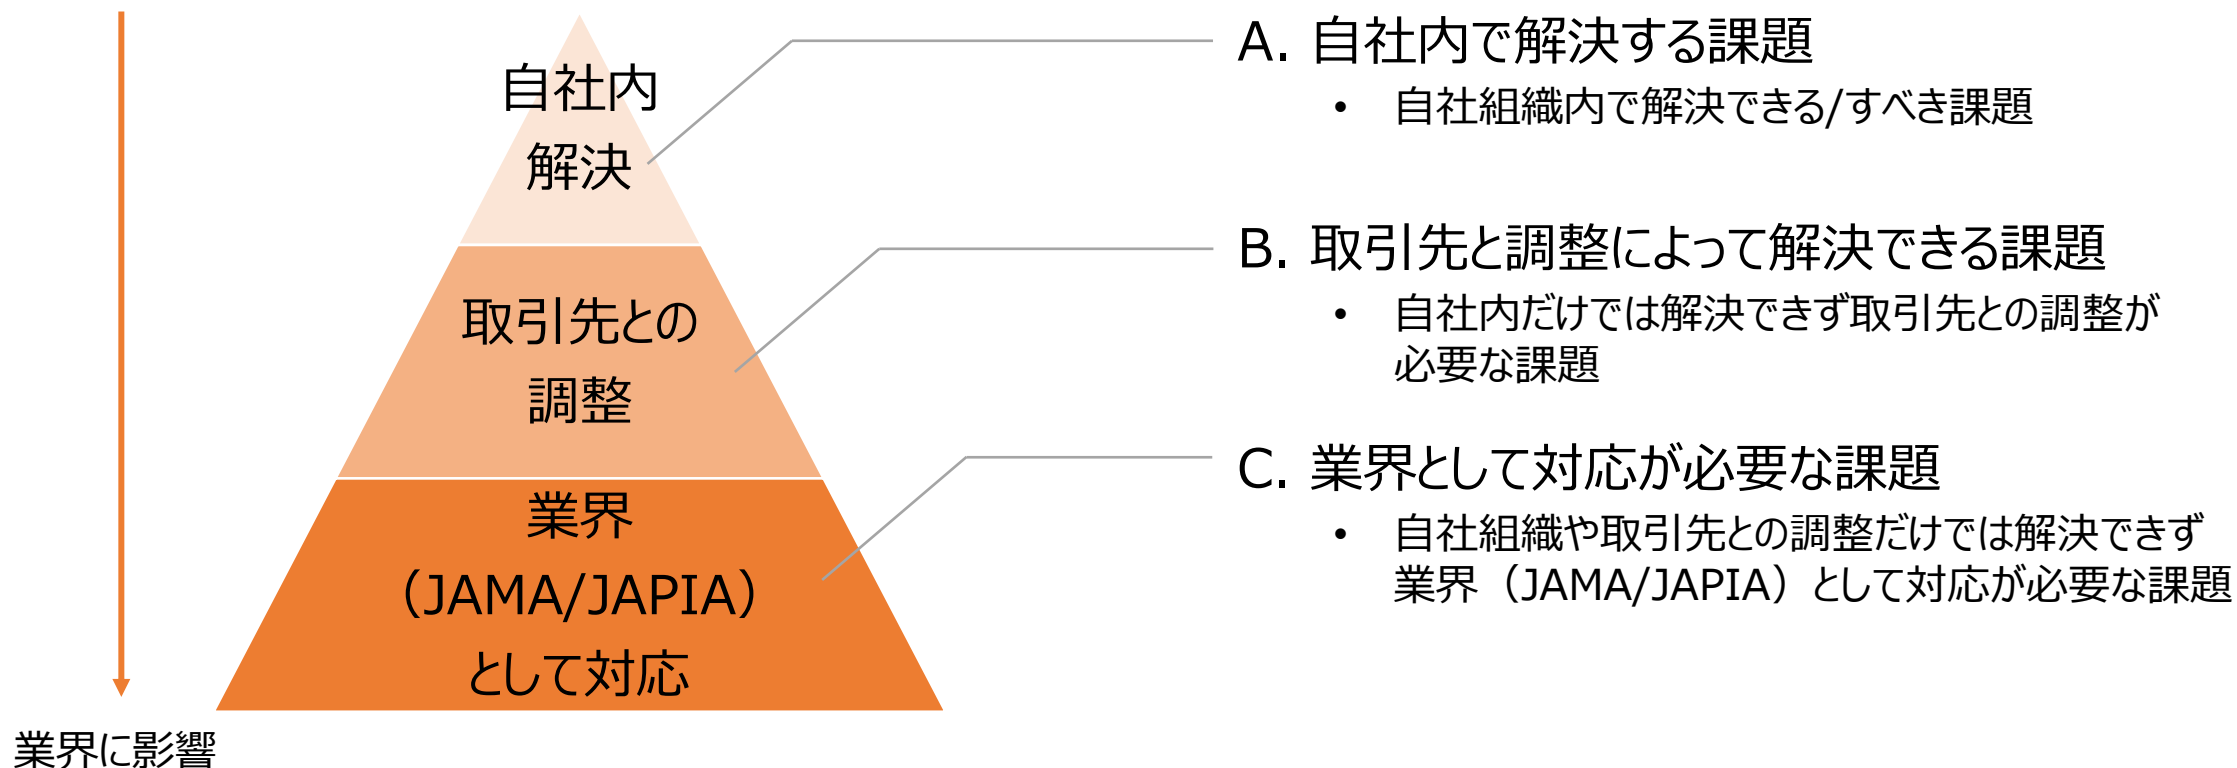 自社内
解決
取引先との
調整
業界
（JAMA/JAPIA）
として対応
業界に影響
A. 自社内で解決する課題
• 自社組織内で解決できる/すべき課題
B. 取引先と調整によって解決できる課題
• 自社内だけでは解決できず取引先との調整が
必要な課題
C. 業界として対応が必要な課題
• 自社組織や取引先との調整だけでは解決できず
業界（JAMA/JAPIA）として対応が必要な課題